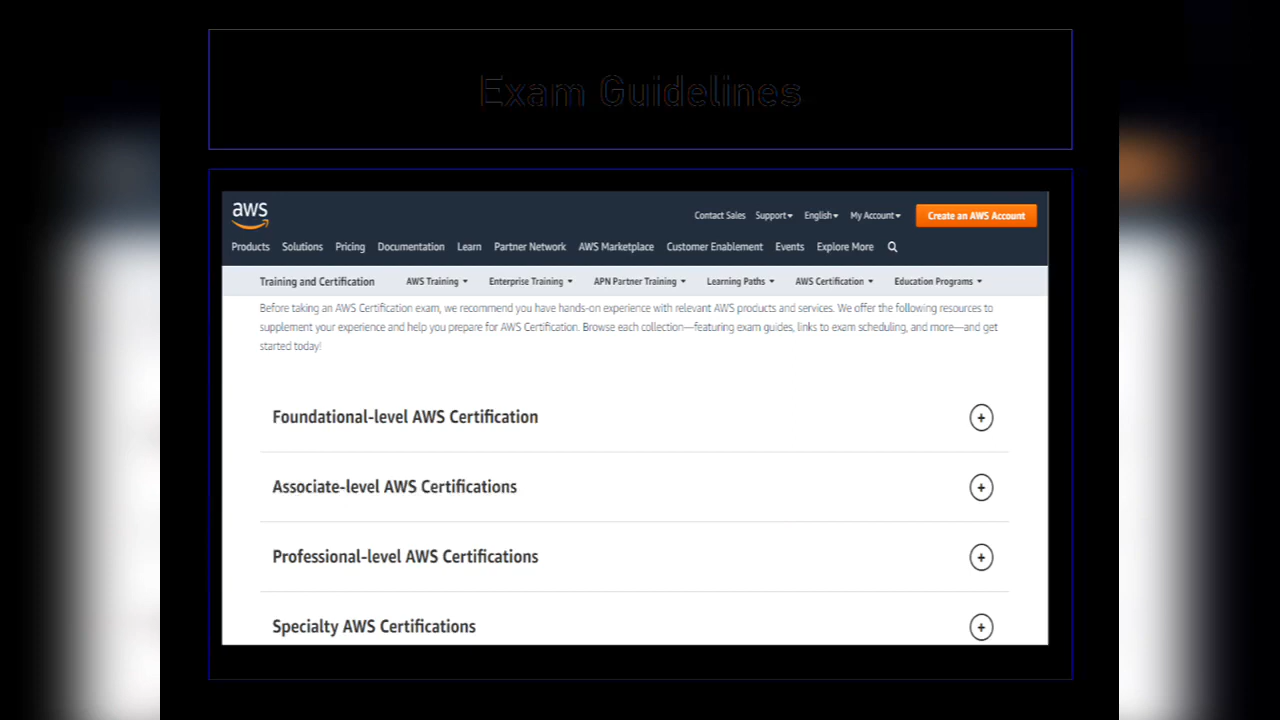 Exam Guidelines
aws
Contact Sales Support English My Account Create an AWS Account
Products Solutions Pricing Documentation Learn Partner Network AWS Marketplace Customer Enablement Events Explore More
Training and Certification AWS Training Enterprise Training APN Partner Training Learning Paths AWS Certification Education Programs
Before taking an AWS Certification exam, we recommend you have hands-on experience with relevant AWS products and services. We offer the following resources to
supplement your experience and help you prepare for AWS Certification. Browse each collection—featuring exam guides, links to exam scheduling, and more—and get
started today!
Foundational-level AWS Certification
Associate-level AWS Certifications
Professional-level AWS Certifications
Specialty AWS Certifications